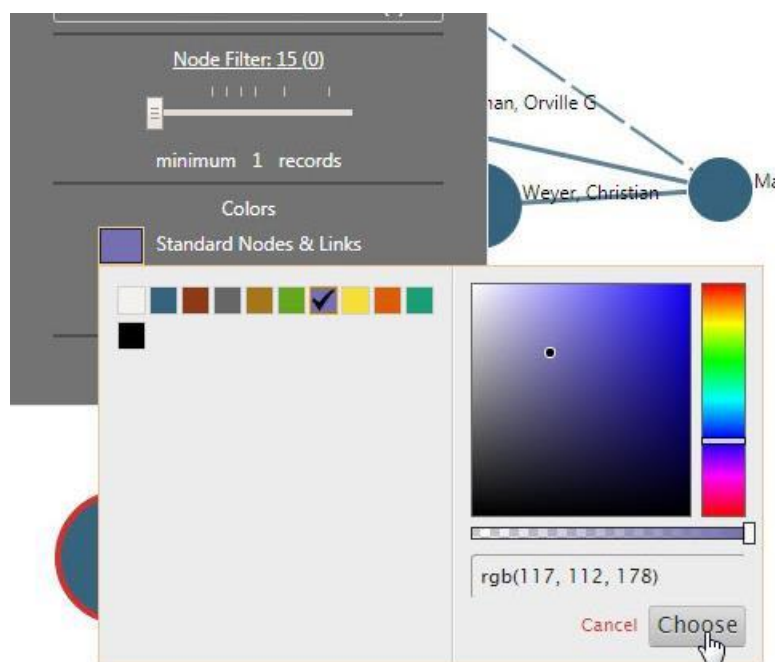 Node Filter: 15 (0)
man, Orville G
minimum 1 records
Weyer, Christian
Ma
Colors
Standard Nodes & Links
rgb(117, 112, 178)
Cancel Choose